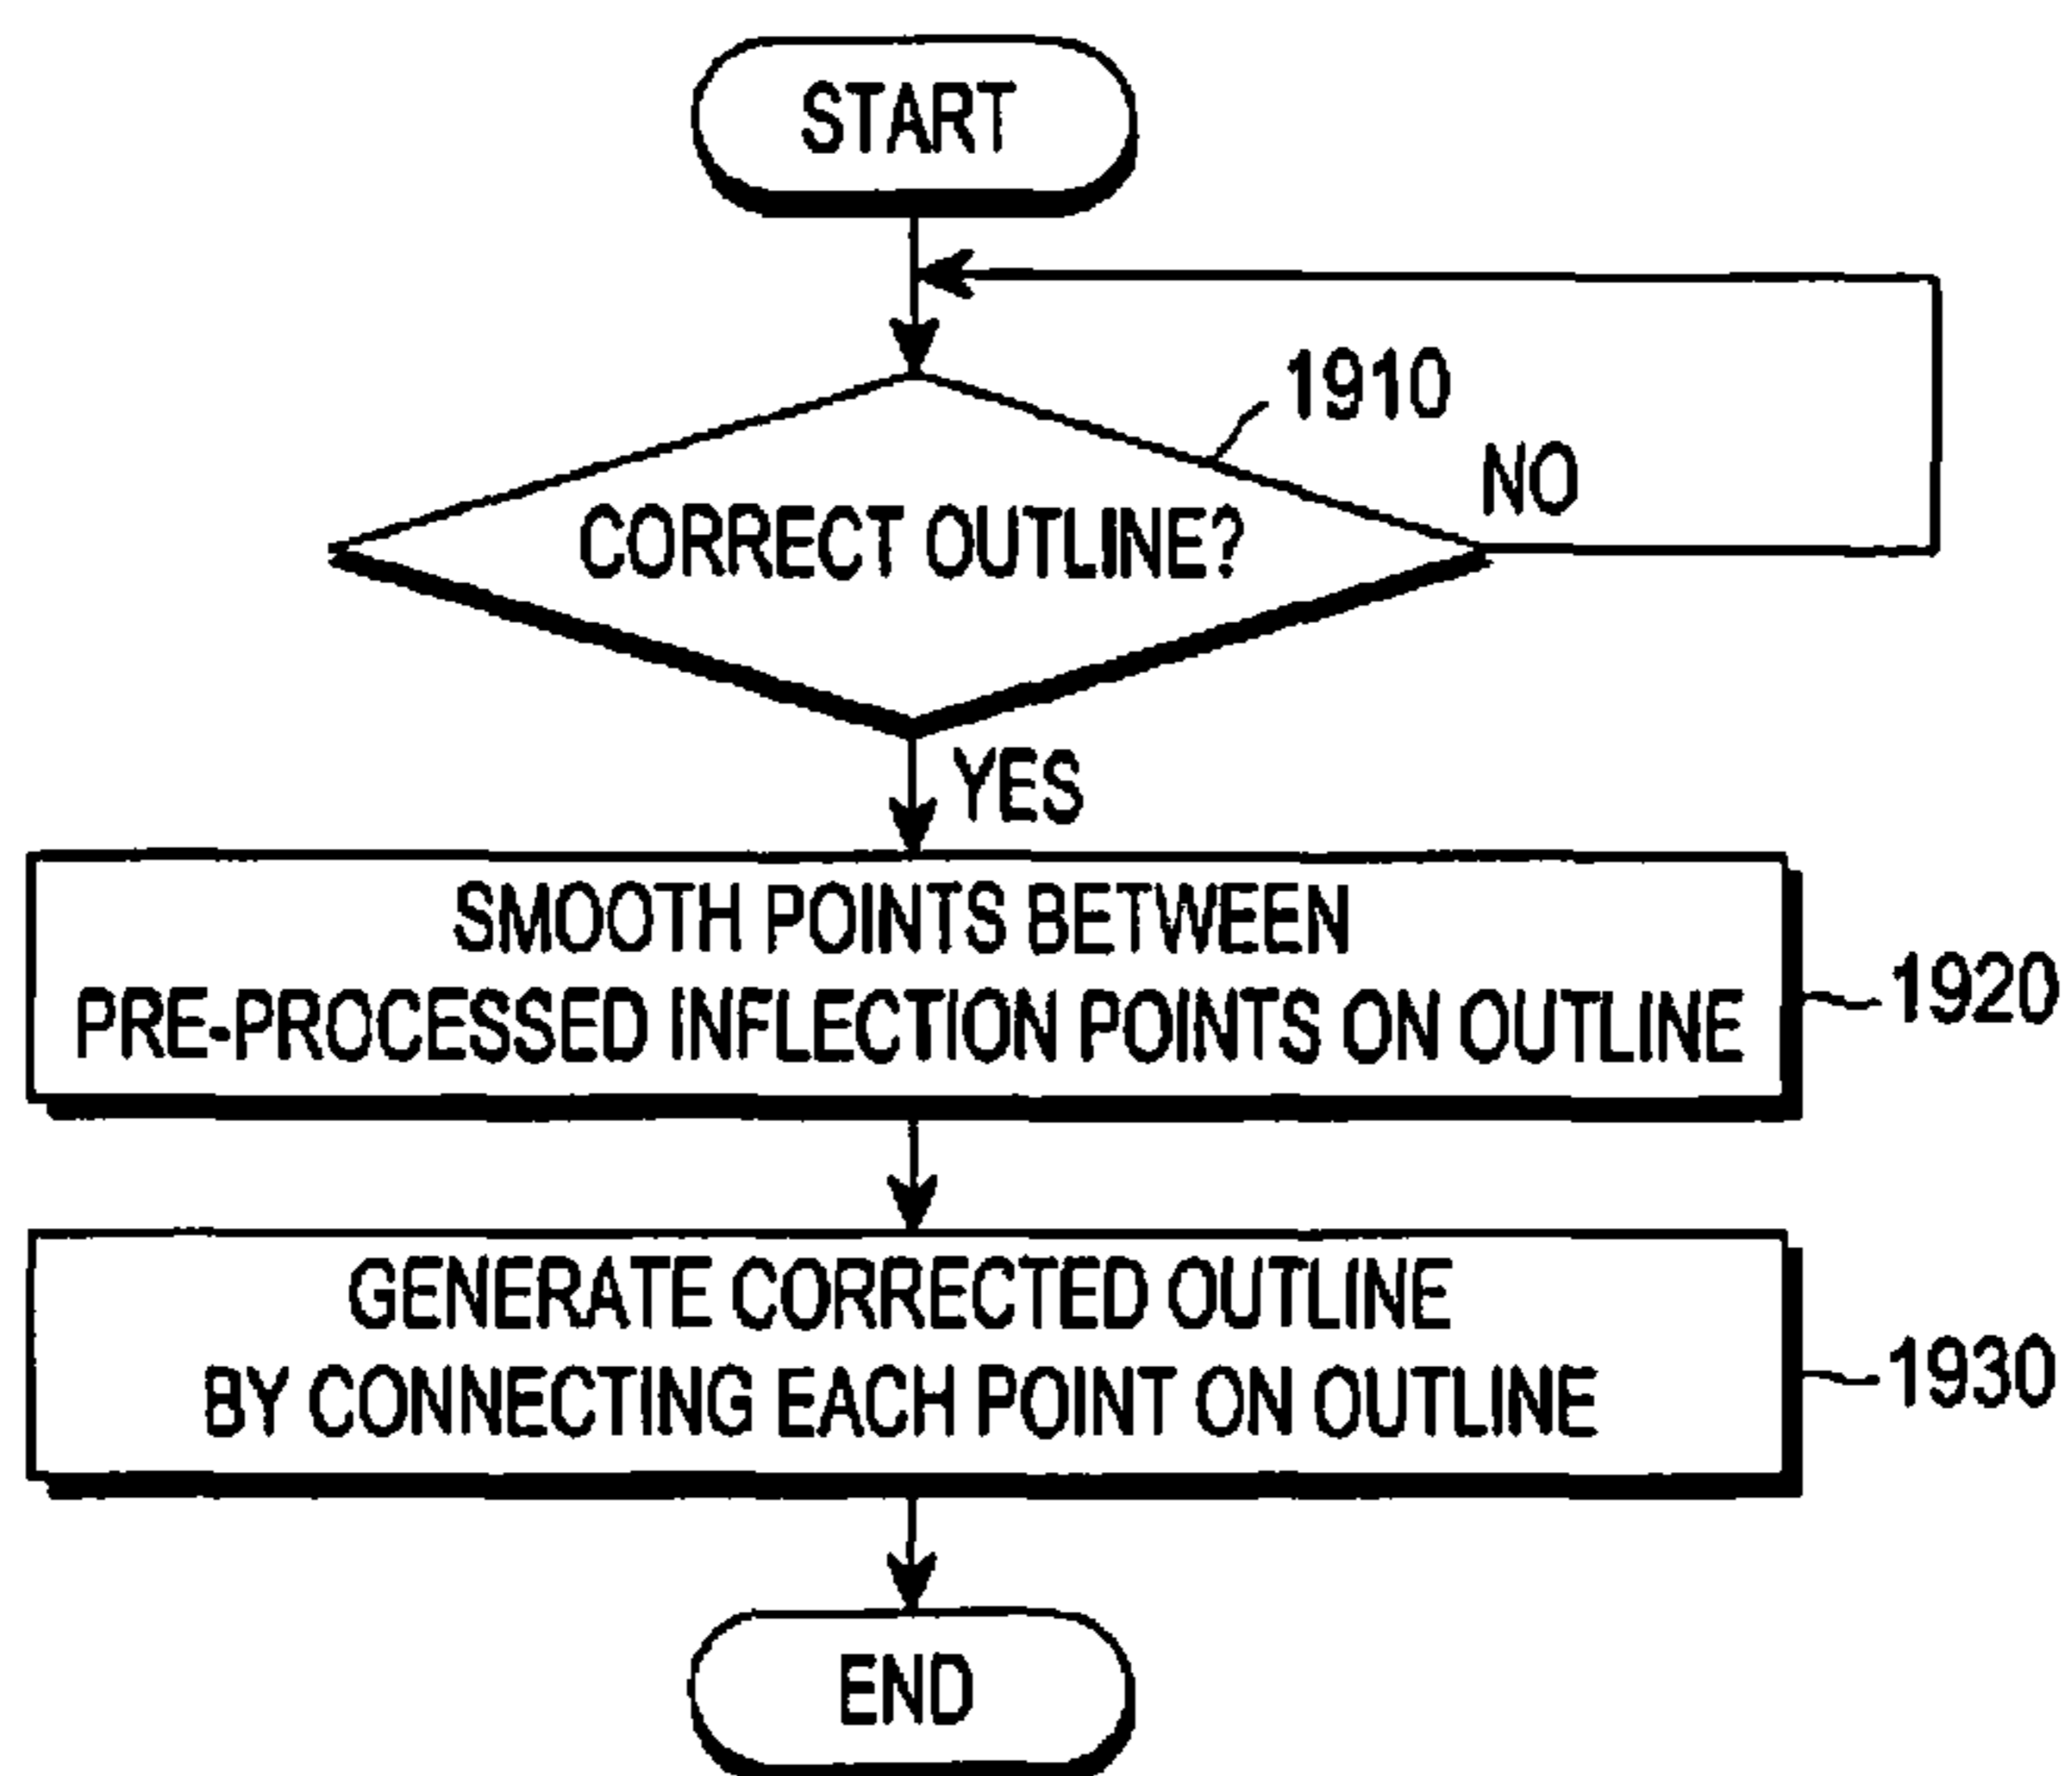 START
1910
NO
CORRECT OUTLINE?
YES
SMOOTH POINTS BETWEEN
PRE-PROCESSED INFLECTION POINTS ON OUTLINE
1920
GENERATE CORRECTED OUTLINE
BY CONNECTING EACH POINT ON OUTLINE
1930
END